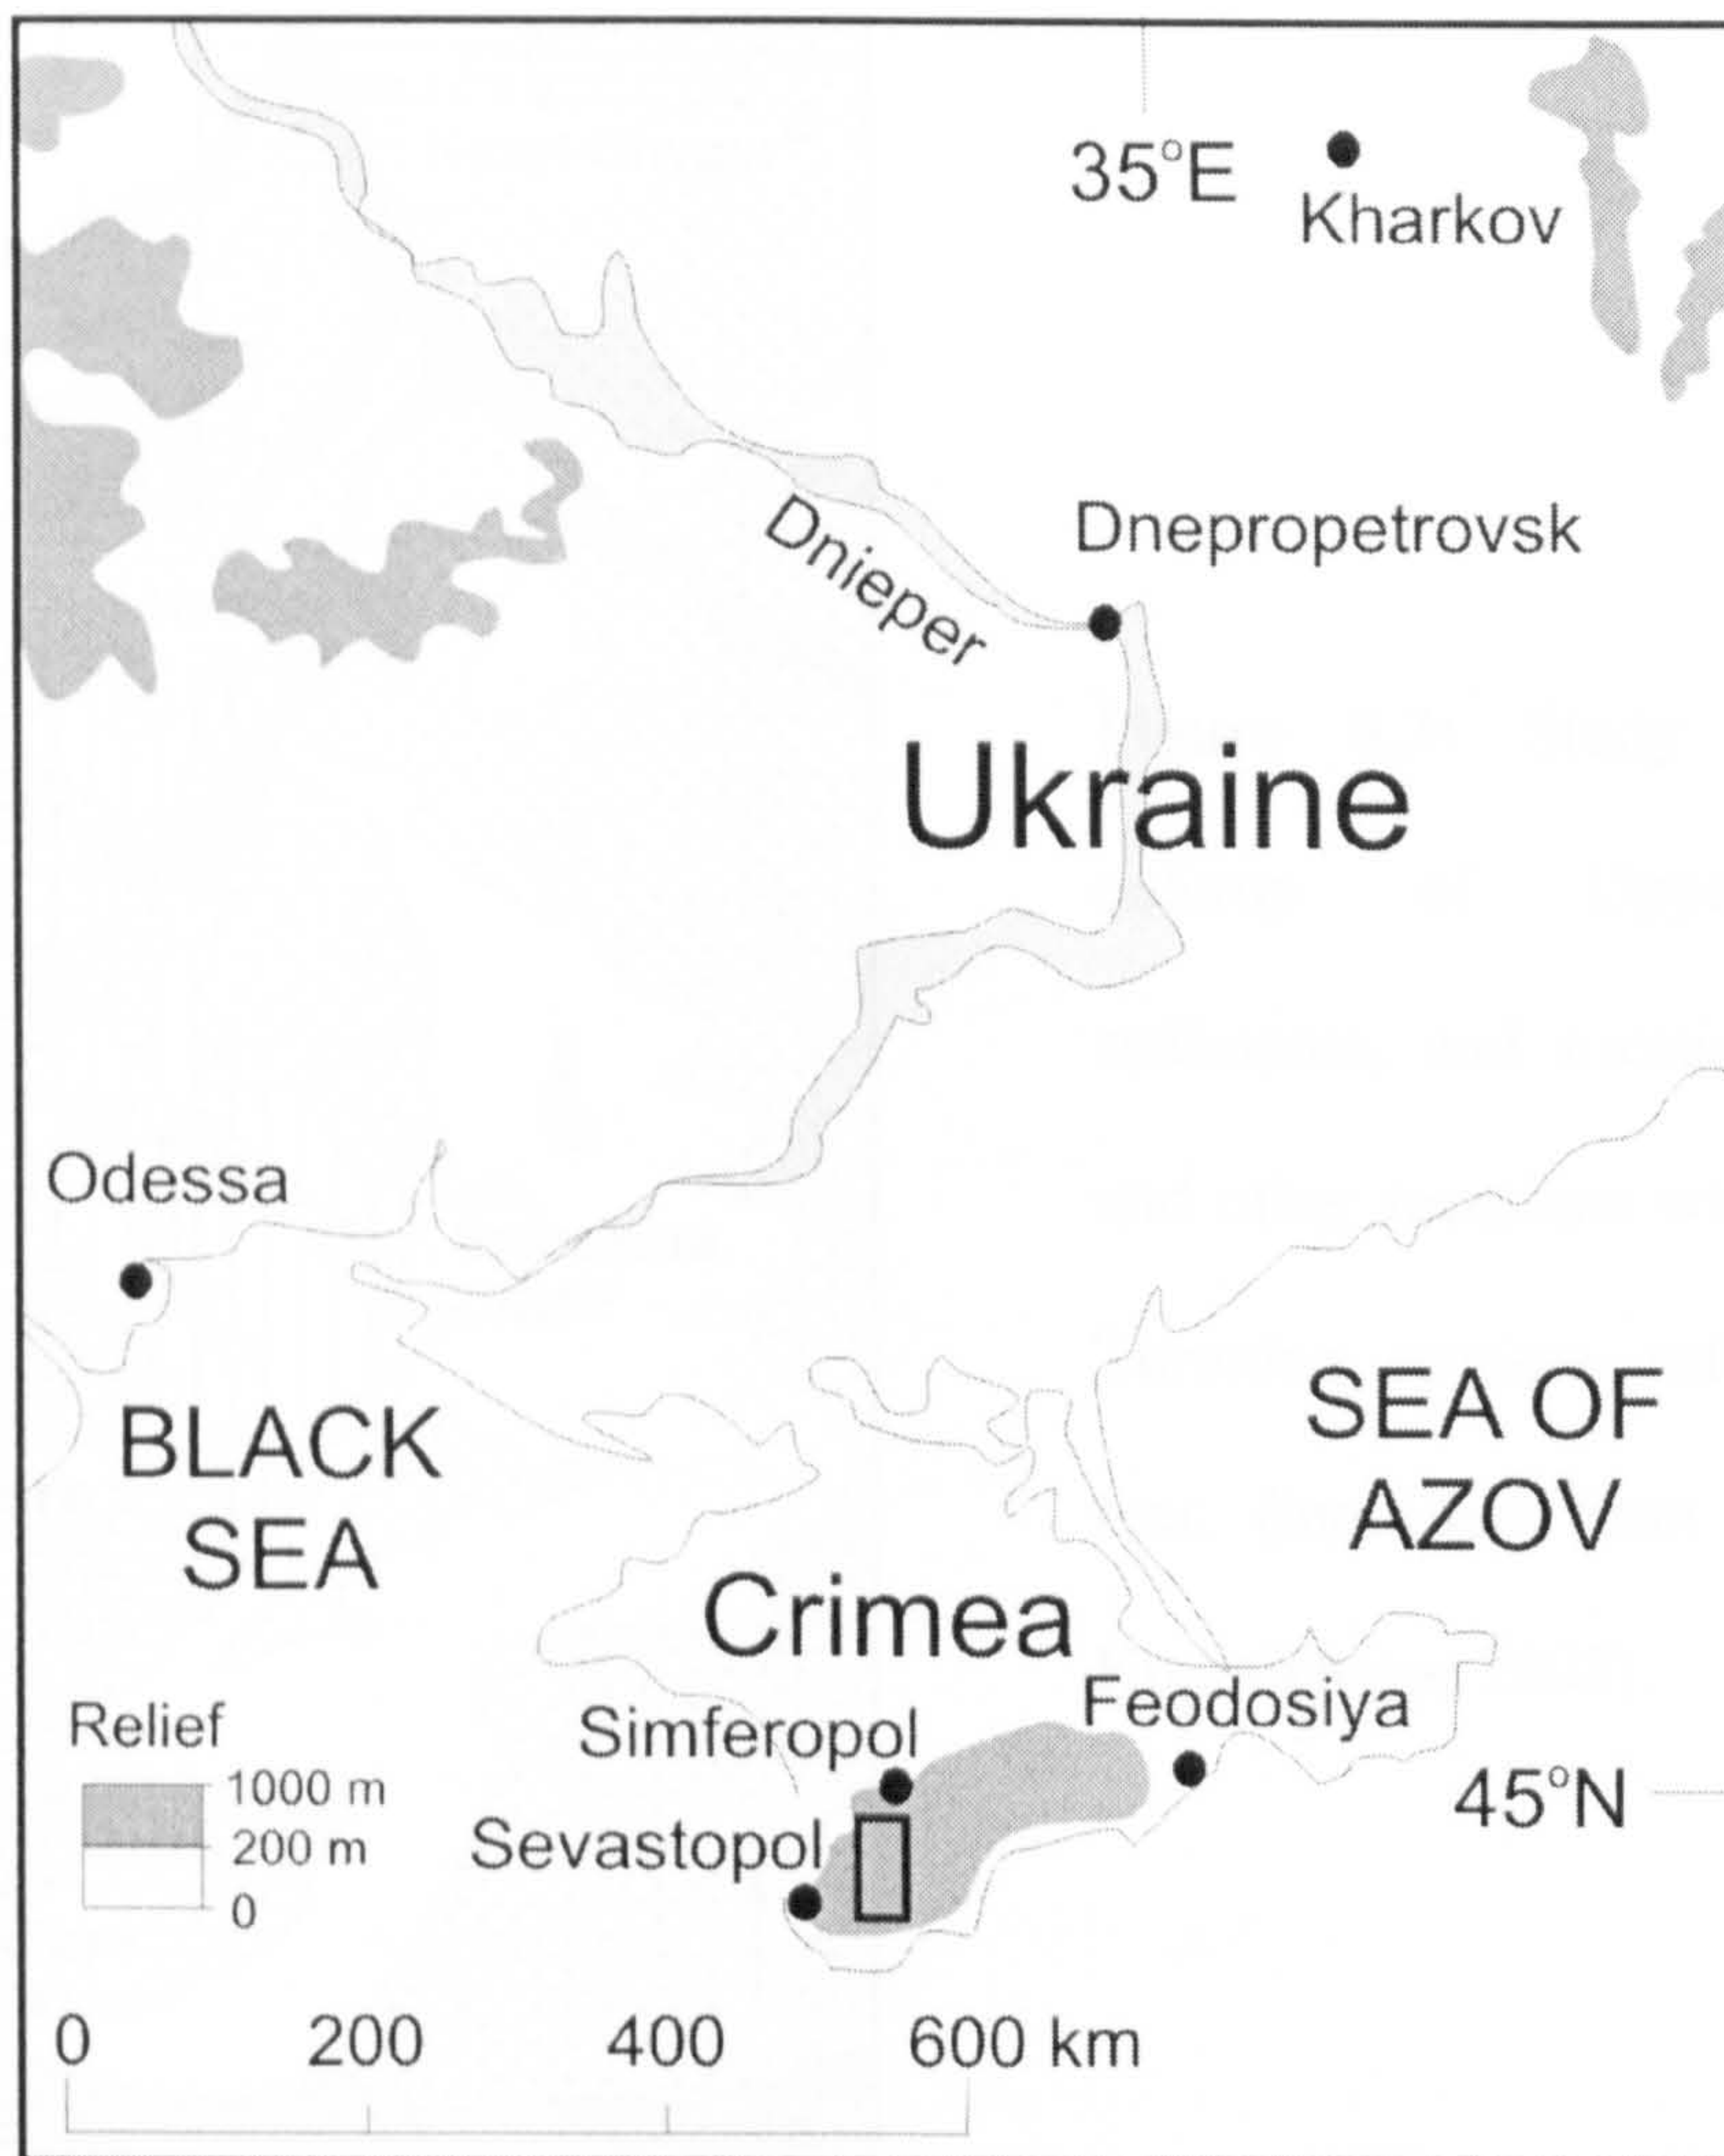 35°E
Kharkov
Dnepropetrovsk
Dnieper
Ukraine
Odessa
BLACK
SEA
SEA OF
AZOV
Crimea
Feodosiya
Simferopol
Relief
1000 m
200 m
0
45°N
Sevastopol
0 200 400 600 km